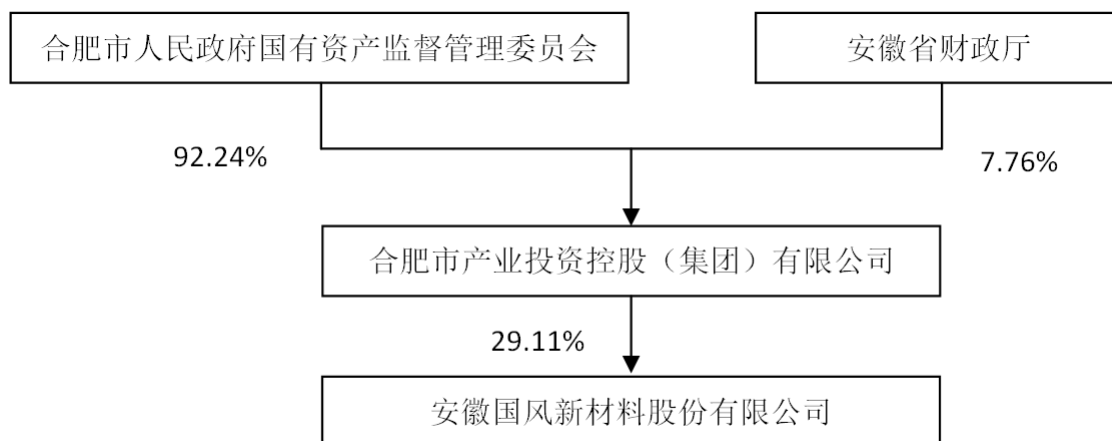 合肥市人民政府国有资产监督管理委员会
安徽省财政厅
92.24%
7.76%
合肥市产业投资控股（集团）有限公司
29.11%
安徽国风新材料股份有限公司